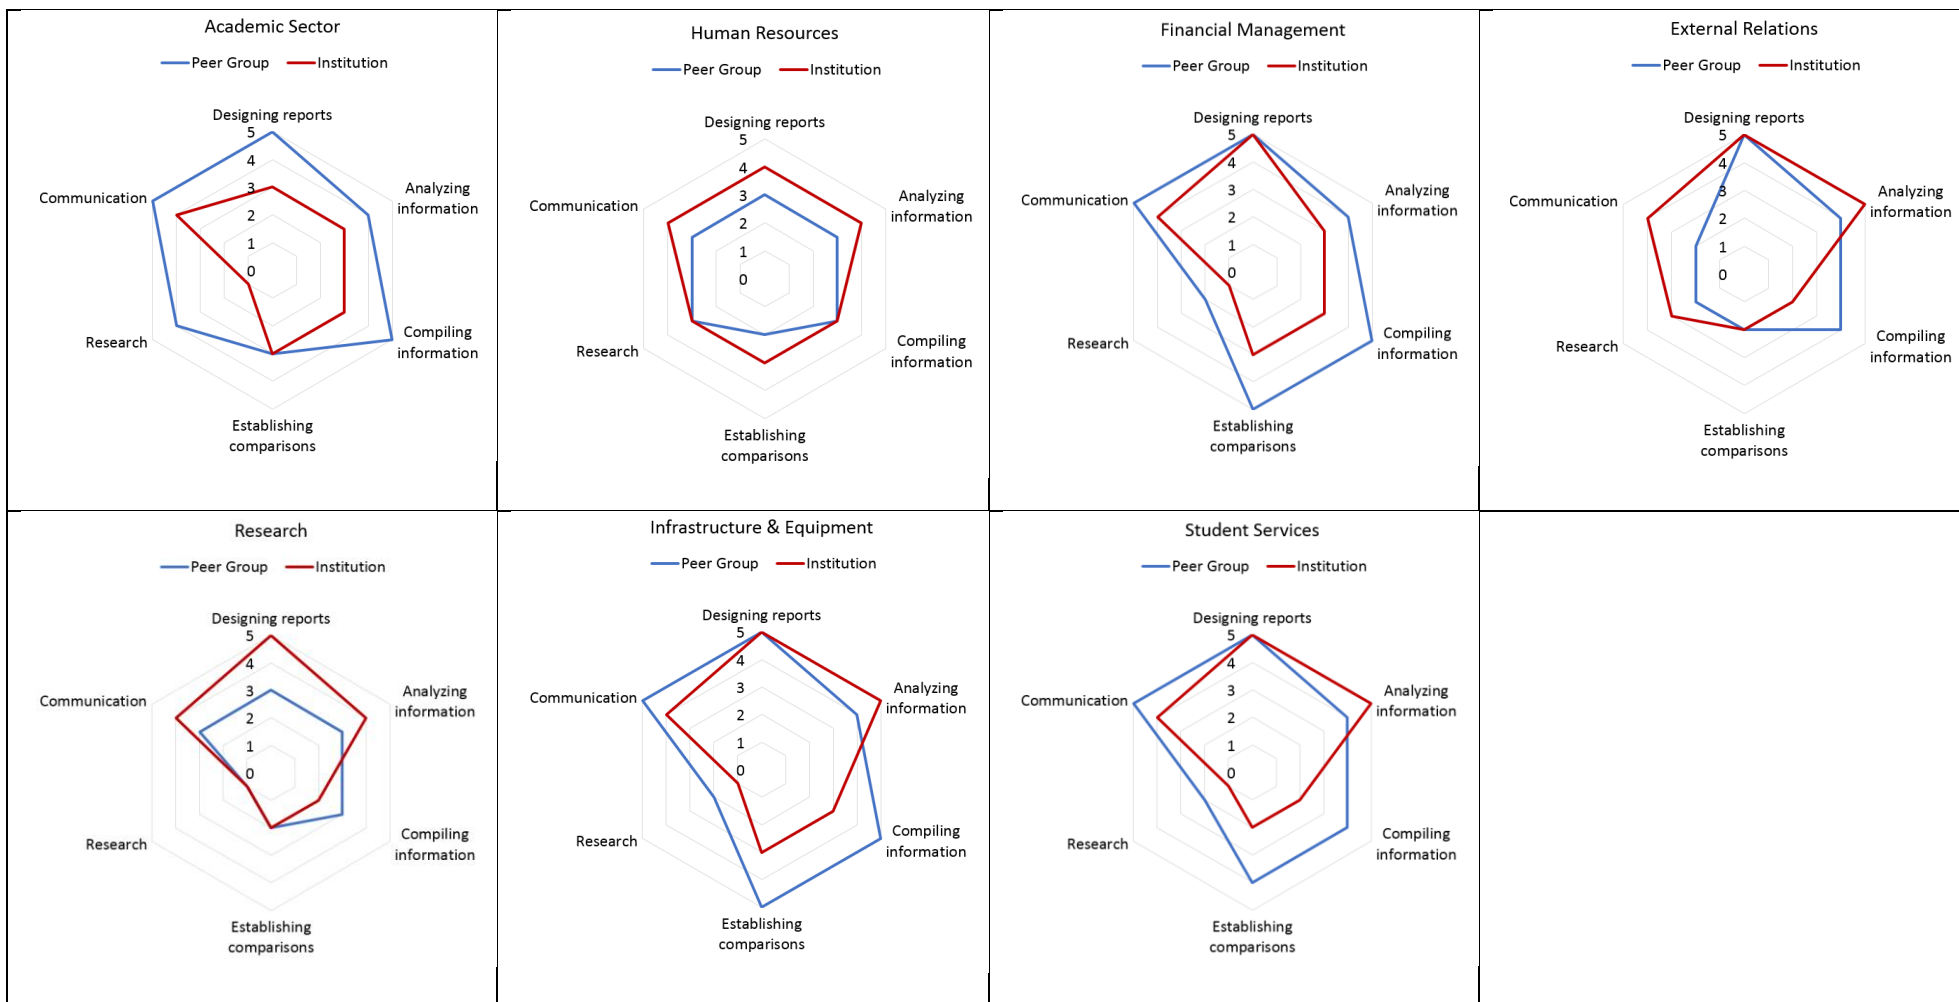 Academic Sector
Peer Group Institution
Designing reports
5
4
3
2
1
0
Analyzing
information
Compiling
information
Establishing
comparisons
Research
Communication
Human Resources
Peer Group Institution
Designing reports
5
4
3
2
1
0
Analyzing
information
Compiling
information
Establishing
comparisons
Research
Communication
Financial Management
Peer Group Institution
Designing reports
5
4
3
2
1
0
Analyzing
information
Compiling
information
Establishing
comparisons
Research
Communication
External Relations
Peer Group Institution
Designing reports
5
4
3
2
1
0
Analyzing
information
Compiling
information
Establishing
comparisons
Research
Communication
Research
Peer Group Institution
Designing reports
5
4
3
2
1
0
Analyzing
information
Compiling
information
Establishing
comparisons
Research
Communication
Infrastructure & Equipment
Peer Group Institution
Designing reports
5
4
3
2
1
0
Analyzing
information
Compiling
information
Establishing
comparisons
Research
Communication
Student Services
Peer Group Institution
Designing reports
5
4
3
2
1
0
Analyzing
information
Compiling
information
Establishing
comparisons
Research
Communication